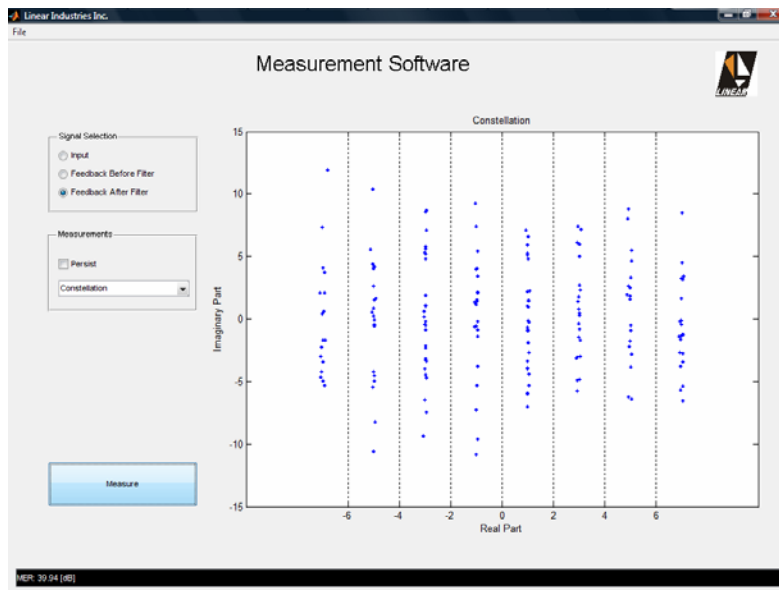 Linear Industries Inc.
File
Measurement Software
LINEAR
Signal Selection
Input
Feedback Before Filter
Feedback After Filter
Measurements
Persist
Constellation
Measure
Constellation
15
10
5
0
-5
-10
-15
Imaginary Part
-6
-4
-2
0
2
4
6
Real Part
MER: 39.94 [dB]